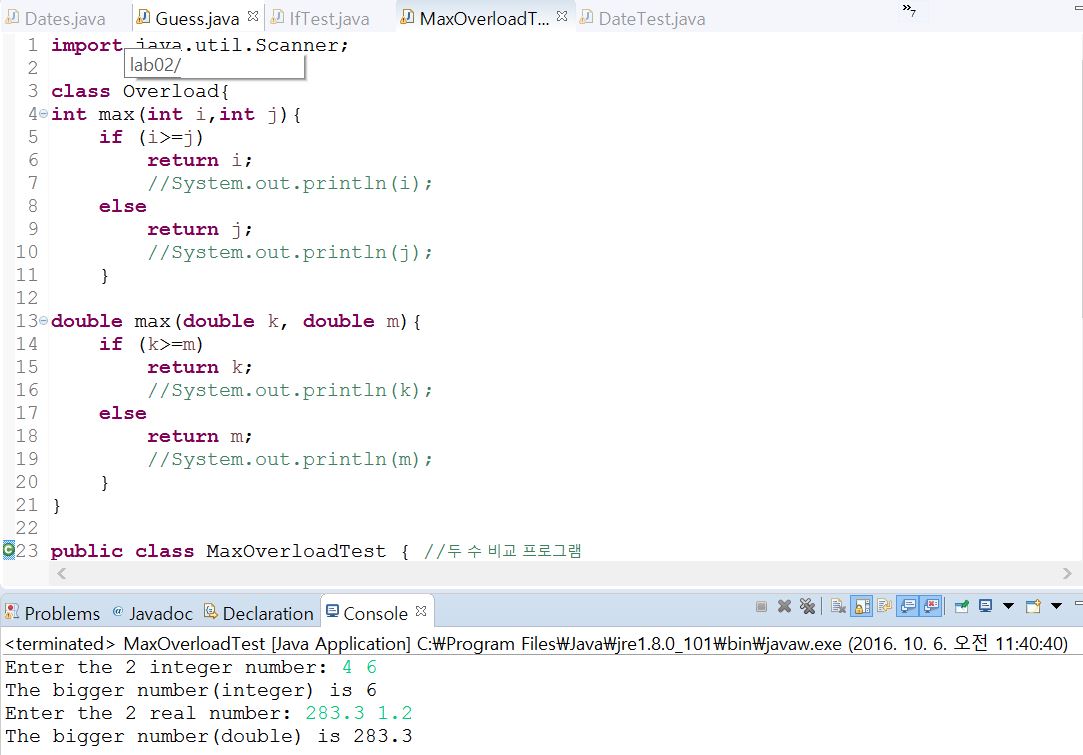 Dates.java Guess.java IfTest.java MaxOverloadT... DateTest.java »7
1 import java.util.Scanner;
lab02/
2
3 class Overload{
4 int max(int i,int j){
5 if (i>=j)
6 return i;
7 //System.out.println(i);
8 else
9 return j;
10 //System.out.println(j);
11 }
12
13 double max(double k, double m){
14 if (k>=m)
15 return k;
16 //System.out.println(k);
17 else
18 return m;
19 //System.out.println(m);
20 }
21 }
22
23 public class MaxOverloadTest { //두 수 비교 프로그램
Problems @ Javadoc Declaration Console
<terminated> MaxOverloadTest [Java Application] C:₩Program Files₩Java₩jre1.8.0_101₩bin₩javaw.exe (2016. 10. 6. 오전 11:40:40)
Enter the 2 integer number: 4 6
The bigger number(integer) is 6
Enter the 2 real number: 283.3 1.2
The bigger number(double) is 283.3